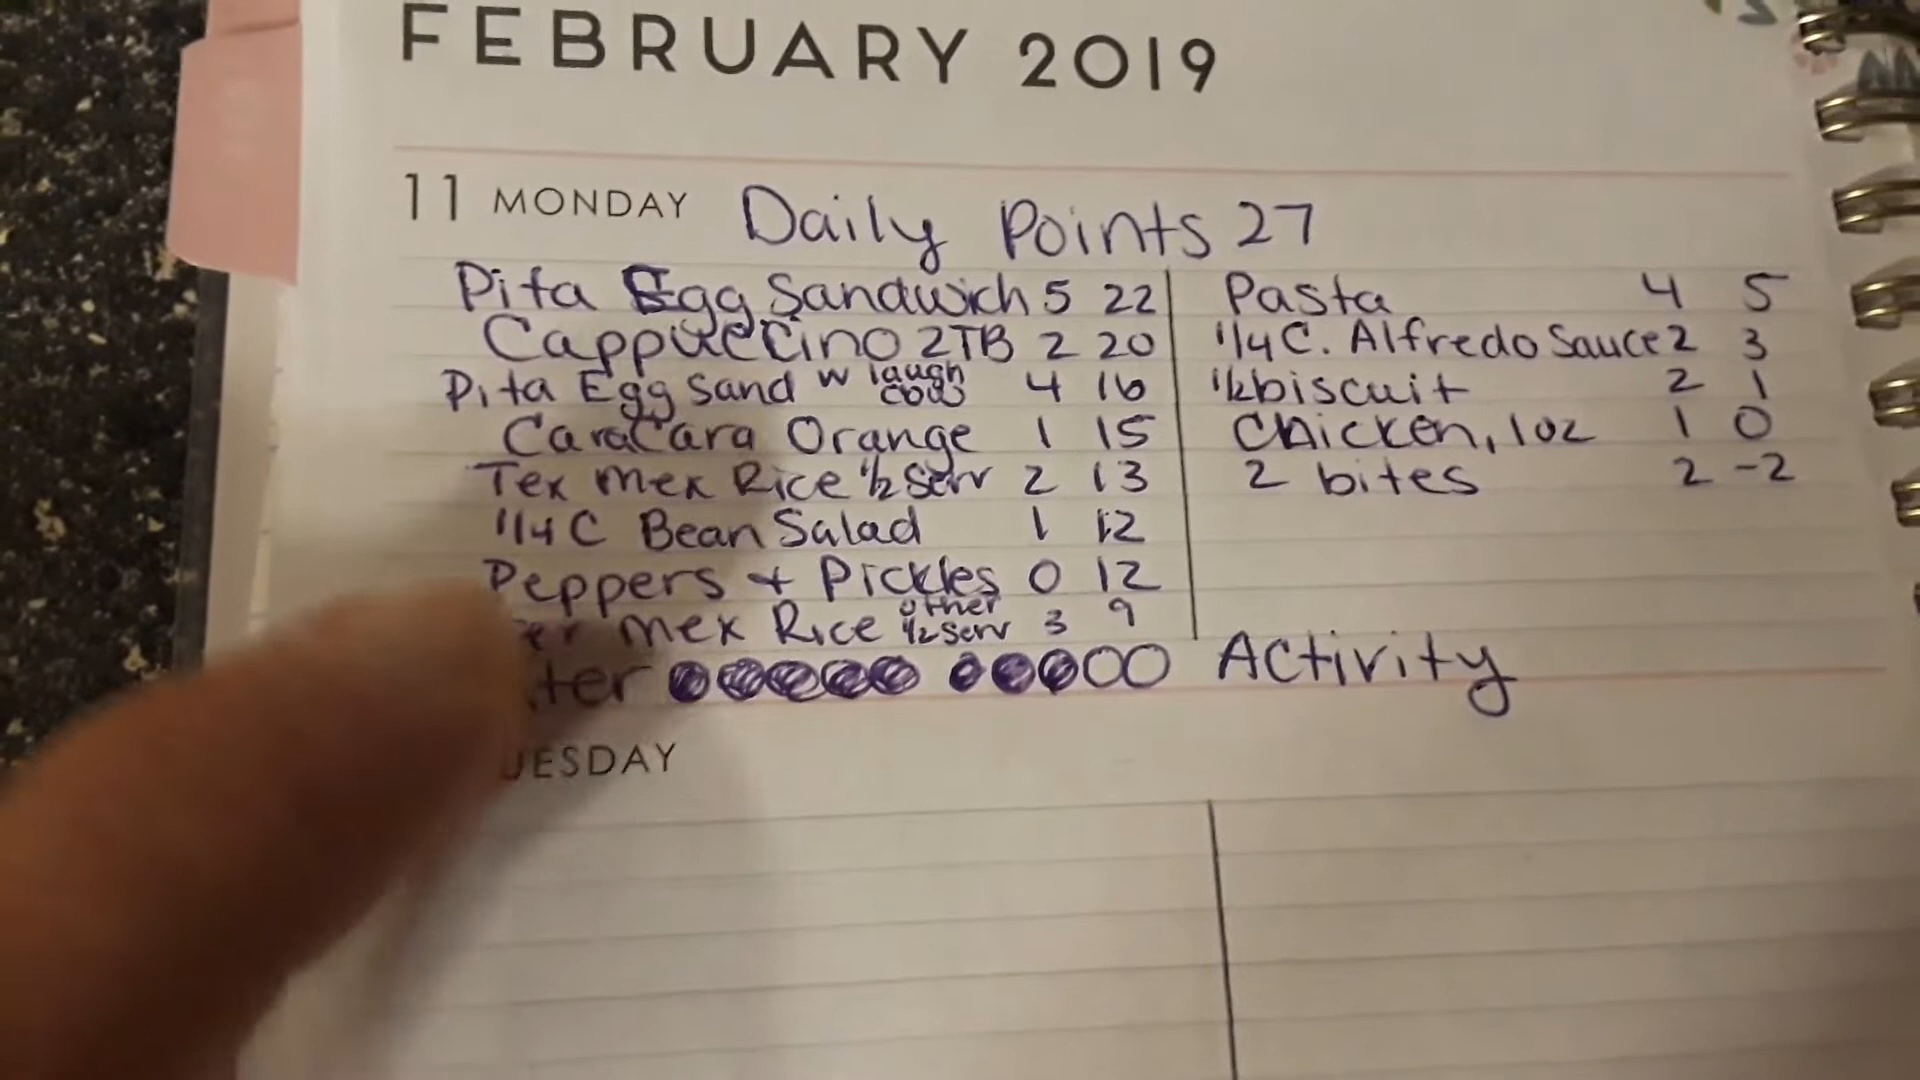 FEBRUARY 2019
11 MONDAY Daily Points 27
Pita Egg Sandwich 5 22
Cappuccino 2TB 2 20
Pita Egg Sand w laugh cow 4 16
CaraCara Orange 1 15
Tex Mex Rice 1/2 Serv 2 13
1/4 C Bean Salad 1 12
Peppers + Pickles 0 12
Mex Rice other 1/2 serv 3 9
Pasta 4 5
1/4 C. Alfredo Sauce 2 3
1/2 biscuit 2 1
Chicken, 1oz 1 0
2 bites 2 -2
ter
Activity
UESDAY